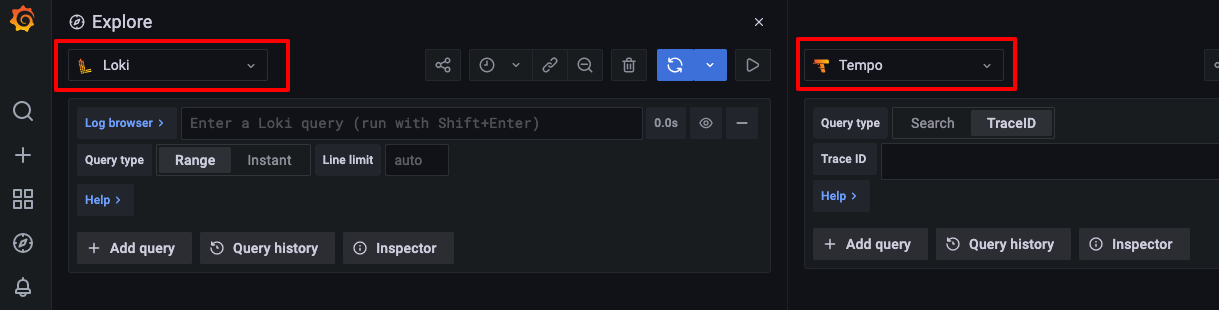 Explore
Loki
Log browser >
Enter a Loki query (run with Shift+Enter)
0.0s
Query type
Range
Instant
Line limit
auto
Help >
+ Add query
Query history
Inspector
Tempo
Query type
Search
TraceID
Trace ID
Help >
+ Add query
Query history
Inspector